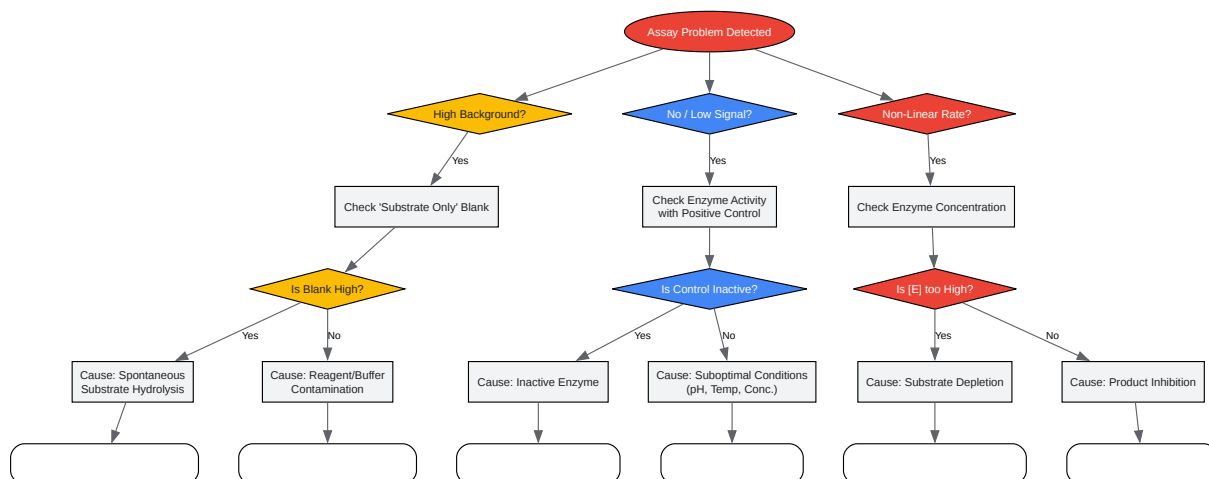 Assay Problem Detected
High Background?
No / Low Signal?
Non-Linear Rate?
Yes
Yes
Yes
Check 'Substrate Only' Blank
Check Enzyme Activity
with Positive Control
Check Enzyme Concentration
Is Blank High?
Is Control Inactive?
Is [E] too High?
Yes
No
Yes
No
Yes
No
Cause: Spontaneous
Substrate Hydrolysis
Cause: Reagent/Buffer
Contamination
Cause: Inactive Enzyme
Cause: Suboptimal Conditions
(pH, Temp, Conc.)
Cause: Substrate Depletion
Cause: Product Inhibition